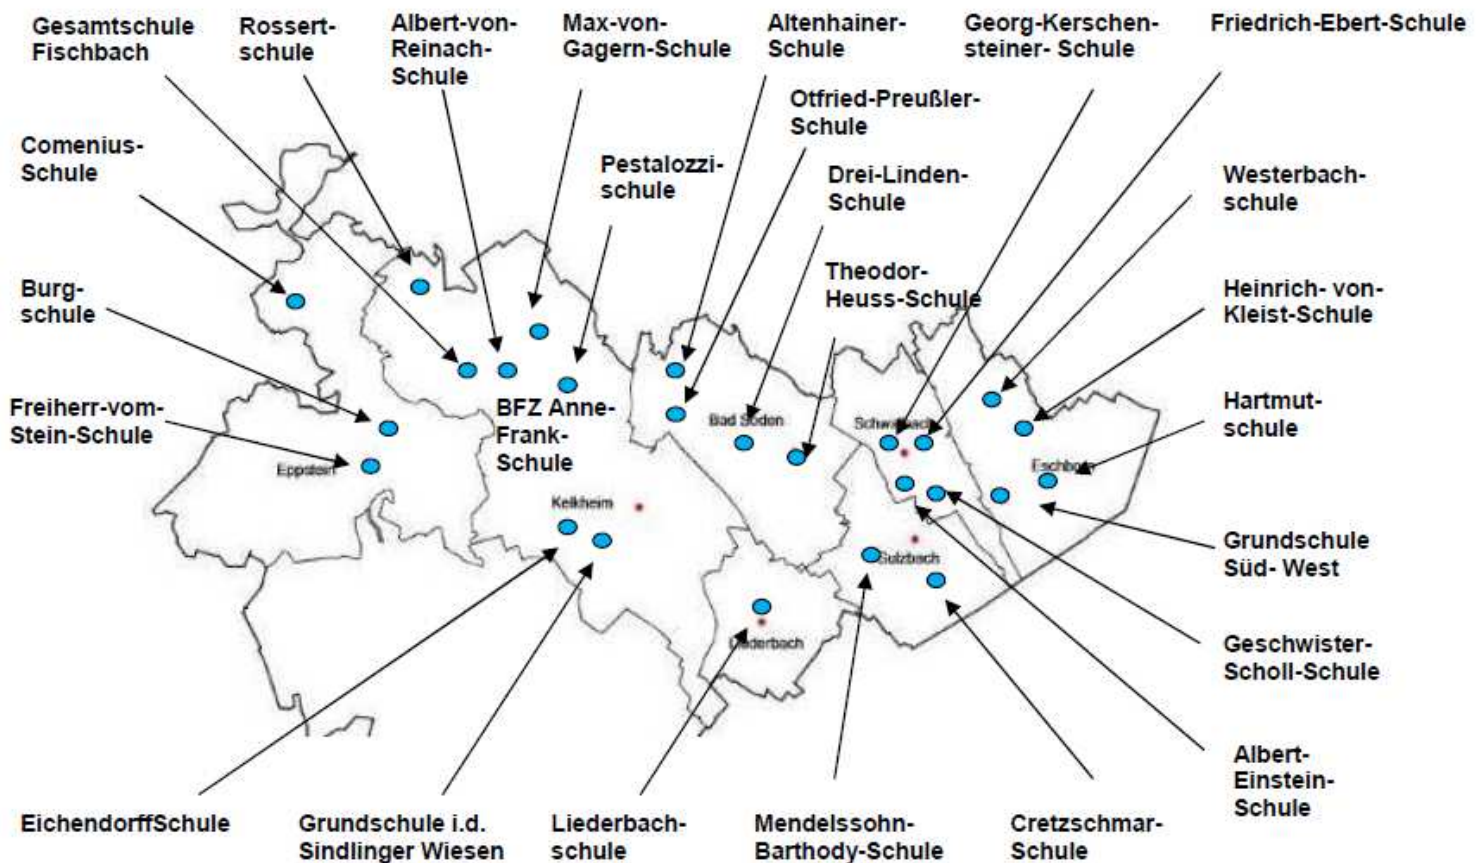 Gesamtschule
Fischbach
Rossert-
schule
Albert-von-
Reinach-
Schule
Max-von-
Gagern-Schule
Altenhainer-
Schule
Georg-Kerschen-
steiner- Schule
Friedrich-Ebert-Schule
Otfried-Preußler-
Schule
Comenius-
Schule
Pestalozzi-
schule
Drei-Linden-
Schule
Westerbach-
schule
Theodor-
Heuss-Schule
Burg-
schule
Heinrich- von-
Kleist-Schule
Freiherr-vom-
Stein-Schule
BFZ Anne-
Frank-
Schule
Bad Soden
Schwalbach
Hartmut-
schule
Eppstein
Eschborn
Kelkheim
Sulzbach
Grundschule
Süd- West
Liederbach
Geschwister-
Scholl-Schule
Albert-
Einstein-
Schule
EichendorffSchule
Grundschule i.d.
Sindlinger Wiesen
Liederbach-
schule
Mendelssohn-
Barthody-Schule
Cretzschmar-
Schule